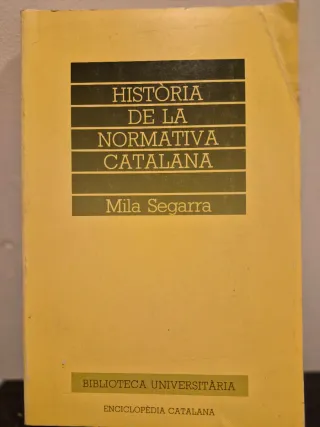 HISTÒRIA
DE LA
NORMATIVA
CATALANA
Mila Segarra
BIBLIOTECA UNIVERSITÀRIA
ENCICLOPÈDIA CATALANA